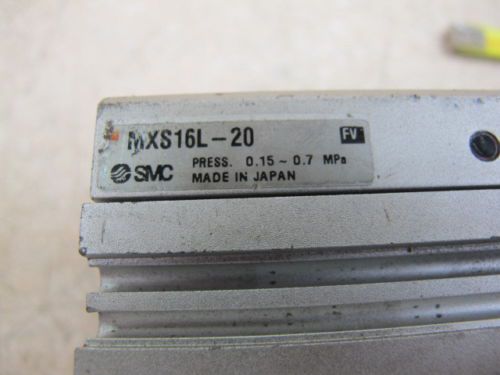 MXS16L-20 FV
SMC PRESS. 0.15 ~ 0.7 MPa
MADE IN JAPAN